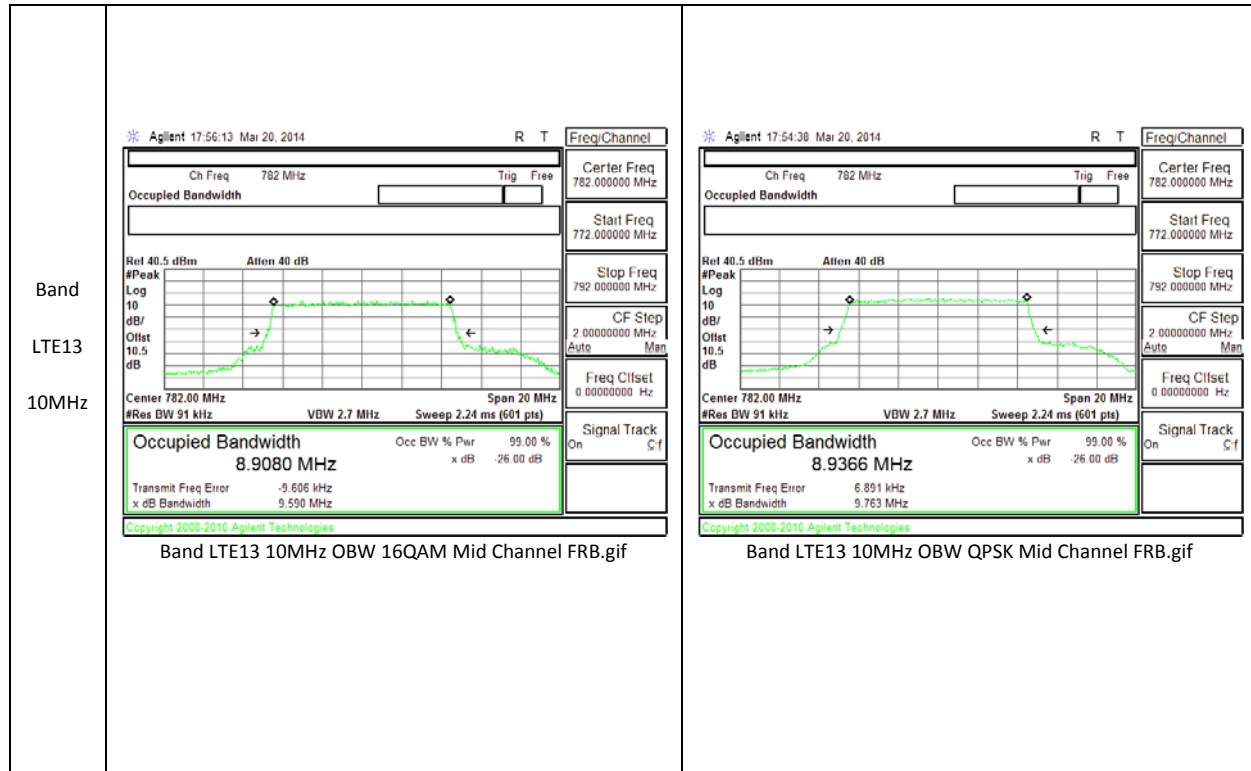 Band
LTE13
10MHz
Agilent 17:56:13 Mar 20, 2014 R T
Freq/Channel
Ch Freq 782 MHz Trig Free
Occupied Bandwidth
Center Freq
782.000000 MHz
Start Freq
772.000000 MHz
Stop Freq
792.000000 MHz
CF Step
2.00000000 MHz
Auto Man
Freq Offset
0.00000000 Hz
Signal Track
On Off
Ref 40.5 dBm Atten 40 dB
#Peak
Log
10
dB/
Offst
10.5
dB
Center 782.00 MHz Span 20 MHz
#Res BW 91 kHz VBW 2.7 MHz Sweep 2.24 ms (601 pts)
Occupied Bandwidth Occ BW % Pwr 99.00 %
8.9080 MHz x dB -26.00 dB
Transmit Freq Error -9.606 kHz
x dB Bandwidth 9.590 MHz
Copyright 2000-2010 Agilent Technologies
Band LTE13 10MHz OBW 16QAM Mid Channel FRB.gif
Agilent 17:54:38 Mar 20, 2014 R T
Freq/Channel
Ch Freq 782 MHz Trig Free
Occupied Bandwidth
Center Freq
782.000000 MHz
Start Freq
772.000000 MHz
Stop Freq
792.000000 MHz
CF Step
2.00000000 MHz
Auto Man
Freq Offset
0.00000000 Hz
Signal Track
On Off
Ref 40.5 dBm Atten 40 dB
#Peak
Log
10
dB/
Offst
10.5
dB
Center 782.00 MHz Span 20 MHz
#Res BW 91 kHz VBW 2.7 MHz Sweep 2.24 ms (601 pts)
Occupied Bandwidth Occ BW % Pwr 99.00 %
8.9366 MHz x dB -26.00 dB
Transmit Freq Error 6.891 kHz
x dB Bandwidth 9.763 MHz
Copyright 2000-2010 Agilent Technologies
Band LTE13 10MHz OBW QPSK Mid Channel FRB.gif